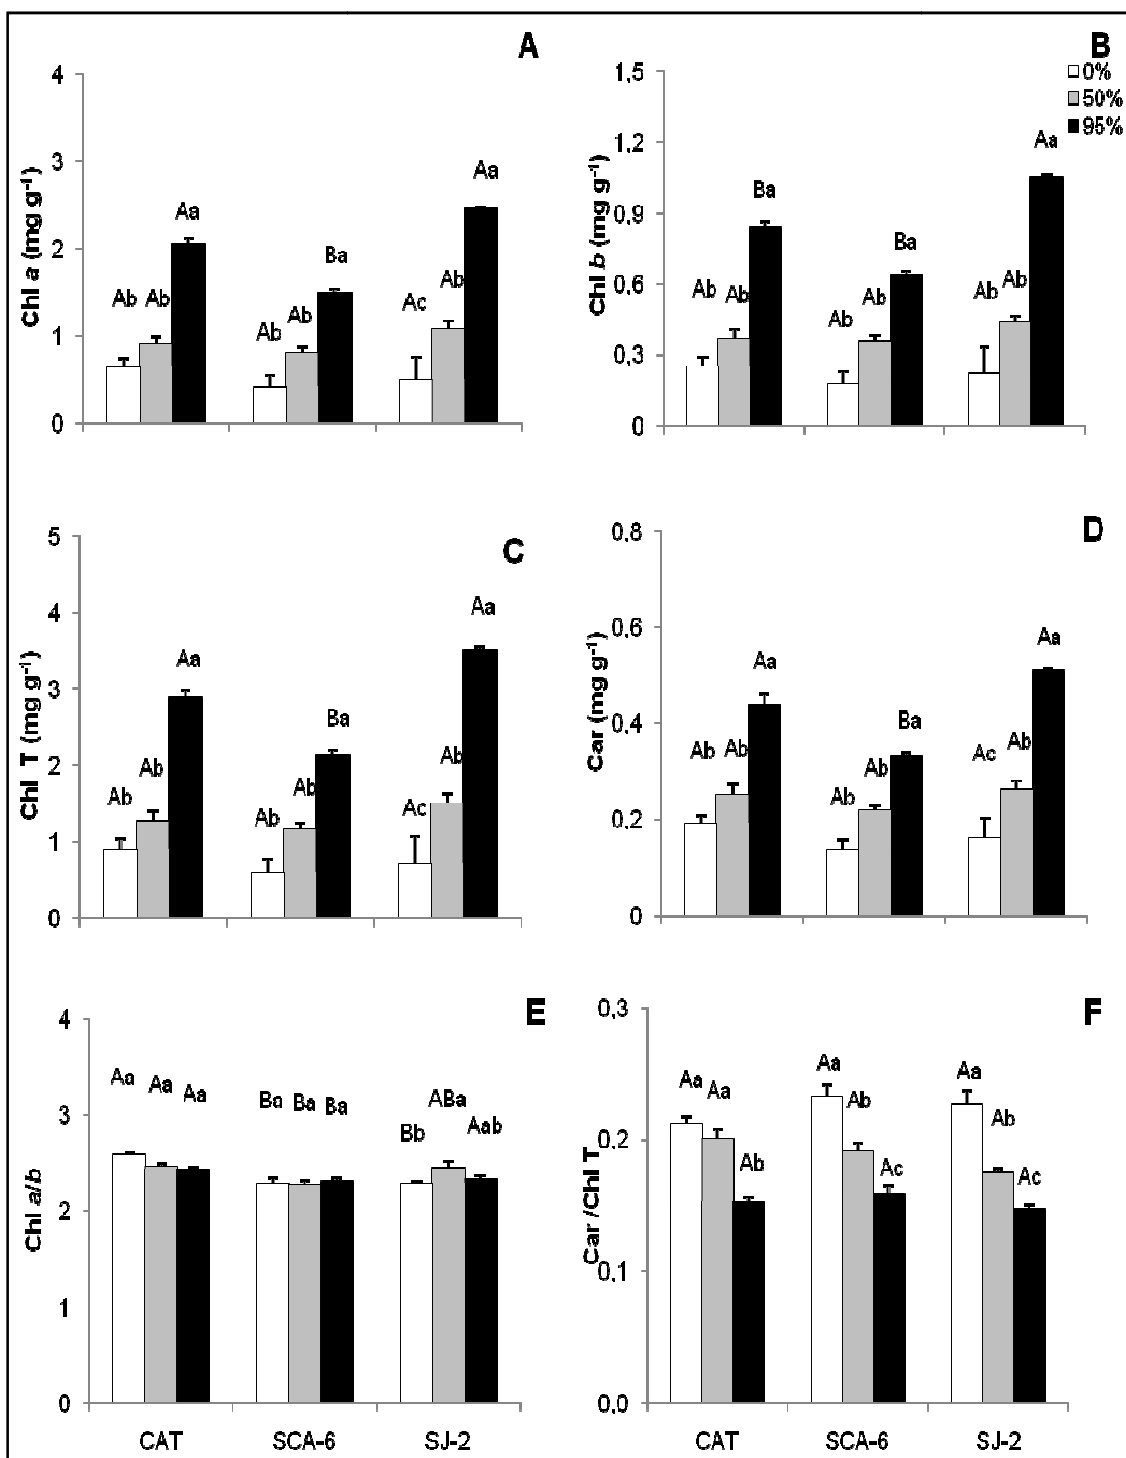 A
4
3
2
1
0
Chl a (mg g⁻¹)
Ab Ab Aa
Ab Ab Ba
Ac Ab Aa
B
0%
50%
95%
1,5
1,2
0,9
0,6
0,3
0
Chl b (mg g⁻¹)
Ab Ab Ba
Ab Ab Ba
Ab Ab Aa
C
5
4
3
2
1
0
Chl T (mg g⁻¹)
Ab Ab Aa
Ab Ab Ba
Ac Ab Aa
D
0,8
0,6
0,4
0,2
0
Car (mg g⁻¹)
Ab Ab Aa
Ab Ab Ba
Ac Ab Aa
E
4
3
2
1
0
Chl a/b
Aa Aa Aa
Ba Ba Ba
Bb ABa Aab
CAT SCA-6 SJ-2
F
0,3
0,2
0,1
0,0
Car /Chl T
Aa Aa Ab
Aa Ab Ac
Aa Ab Ac
CAT SCA-6 SJ-2